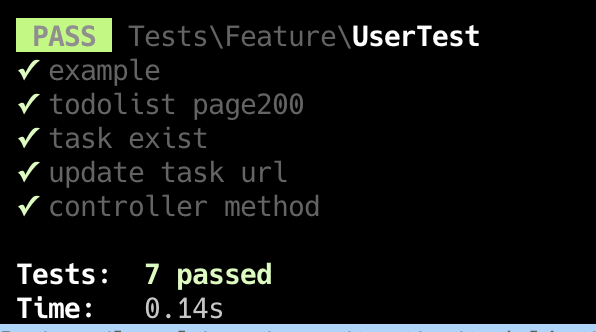 PASS Tests\Feature\UserTest
✓ example
✓ todolist page200
✓ task exist
✓ update task url
✓ controller method
Tests: 7 passed
Time: 0.14s